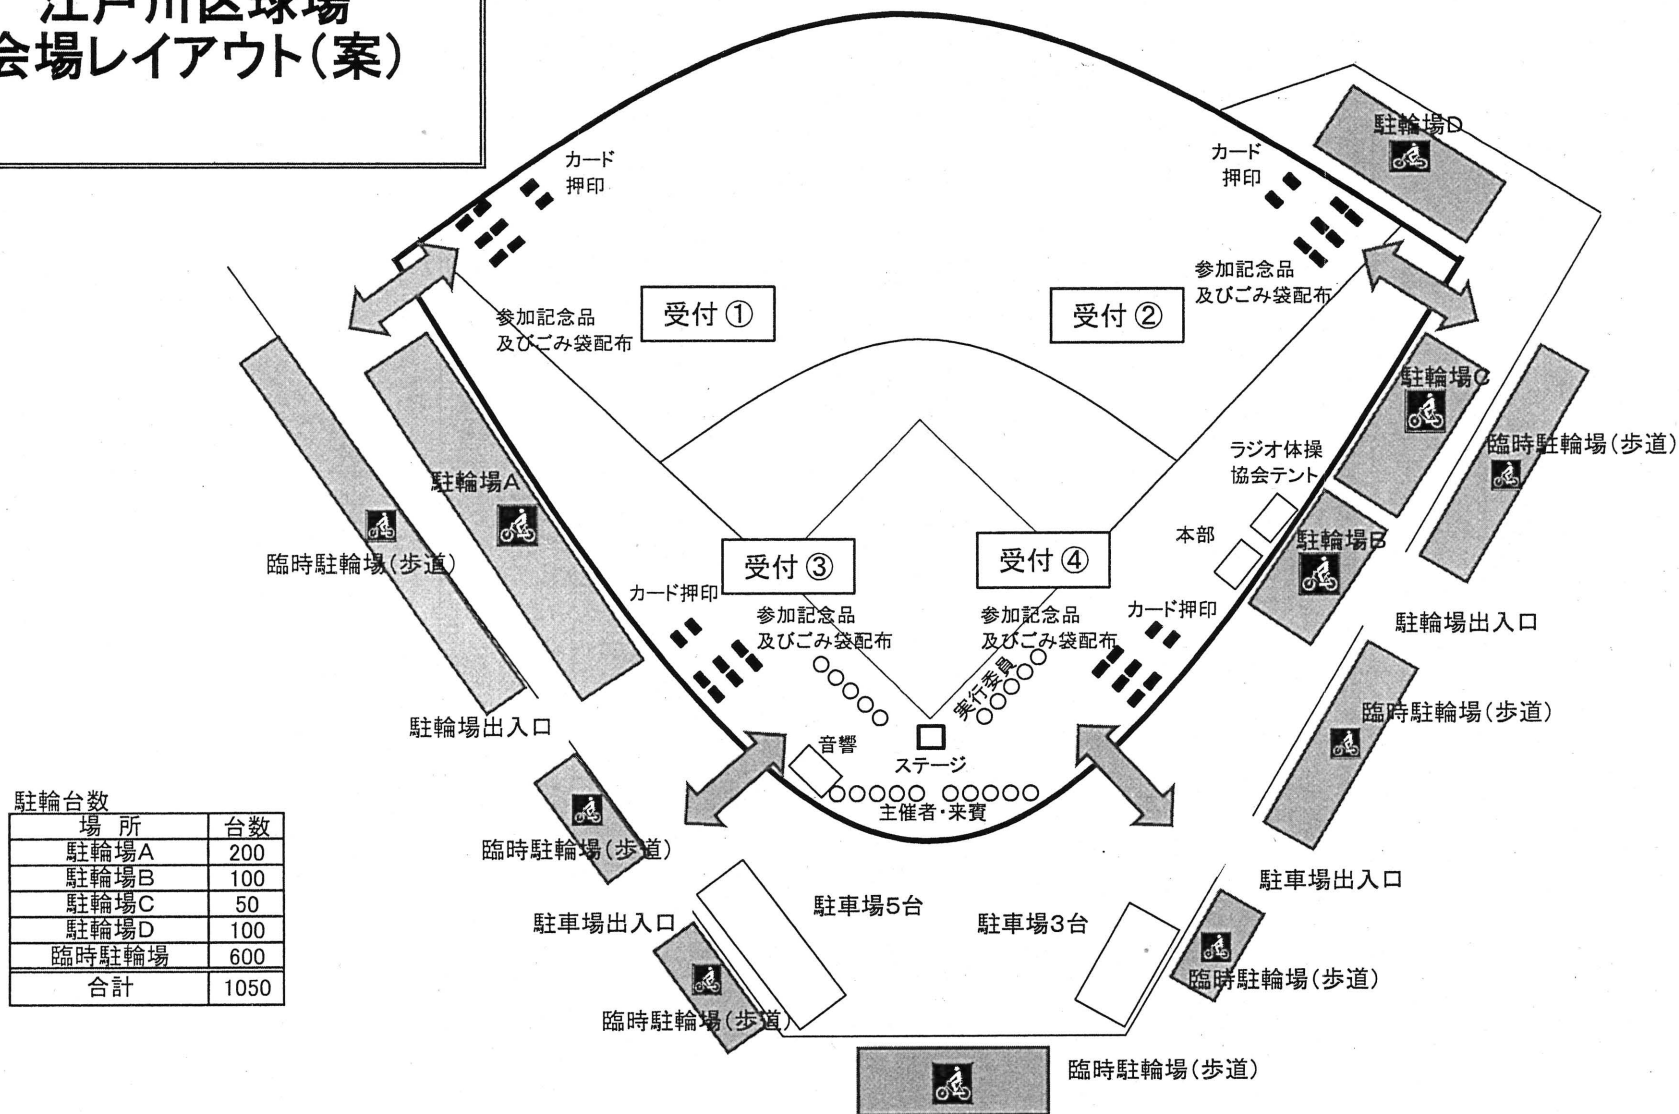 江戸川区球場
会場レイアウト(案)
カード
押印
カード
押印
駐輪場D
参加記念品
及びごみ袋配布
参加記念品
及びごみ袋配布
受付①
受付②
駐輪場C
臨時駐輪場(歩道)
ラジオ体操
協会テント
駐輪場A
本部
駐輪場B
臨時駐輪場(歩道)
受付③
受付④
カード押印
参加記念品
及びごみ袋配布
参加記念品
及びごみ袋配布
カード押印
駐輪場出入口
実行委員
臨時駐輪場(歩道)
駐輪場出入口
音響
ステージ
主催者・来賓
臨時駐輪場(歩道)
駐車場出入口
駐車場5台
駐車場3台
駐車場出入口
臨時駐輪場(歩道)
臨時駐輪場(歩道)
臨時駐輪場(歩道)
駐輪台数
場 所 台数
駐輪場A 200
駐輪場B 100
駐輪場C 50
駐輪場D 100
臨時駐輪場 600
合計 1050